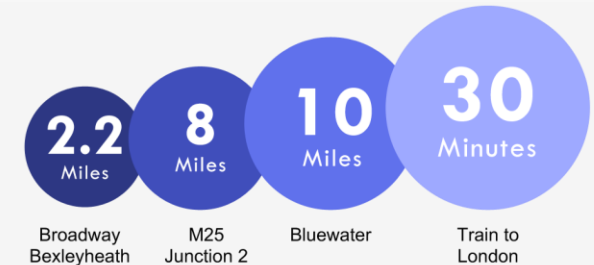 2.2
Miles
8
Miles
10
Miles
30
Minutes
Broadway
Bexleyheath
M25
Junction 2
Bluewater
Train to
London